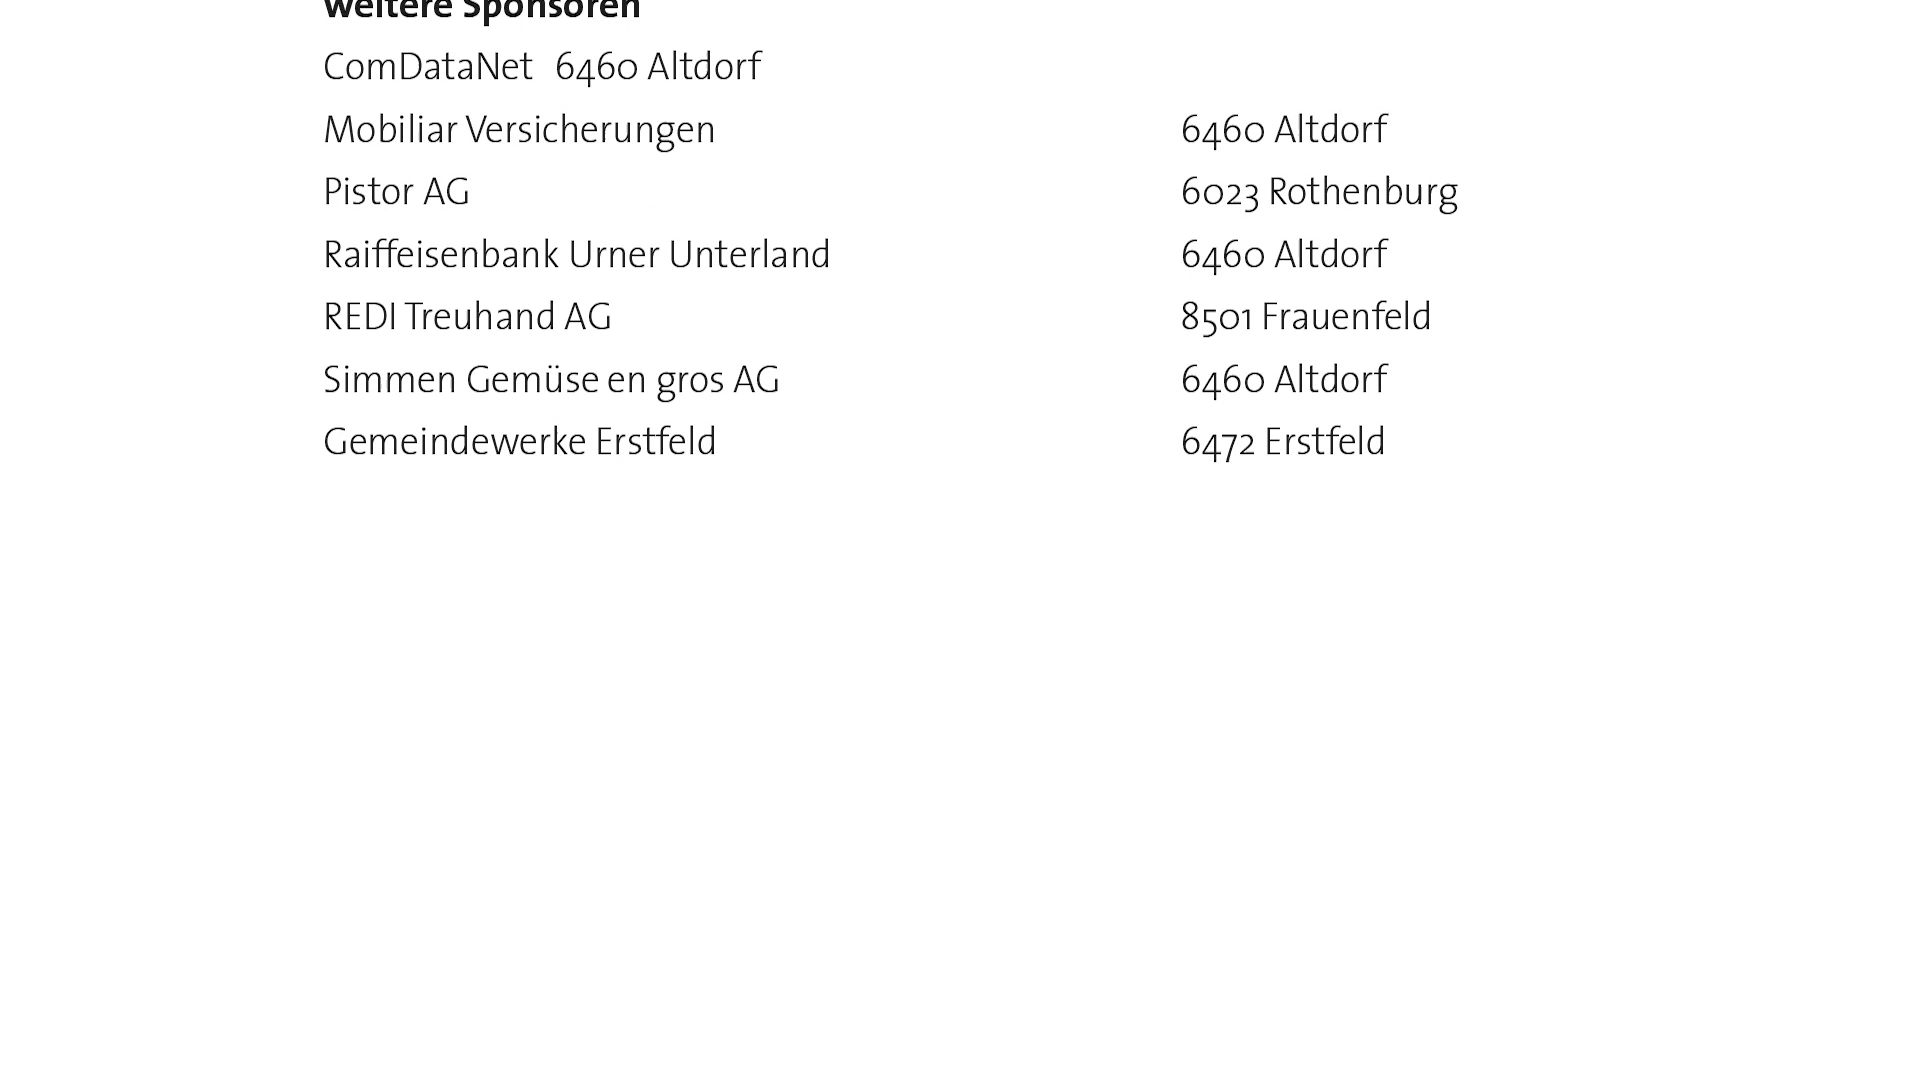 weitere Sponsoren
ComDataNet 6460 Altdorf
Mobiliar Versicherungen 6460 Altdorf
Pistor AG 6023 Rothenburg
Raiffeisenbank Urner Unterland 6460 Altdorf
REDI Treuhand AG 8501 Frauenfeld
Simmen Gemüse en gros AG 6460 Altdorf
Gemeindewerke Erstfeld 6472 Erstfeld